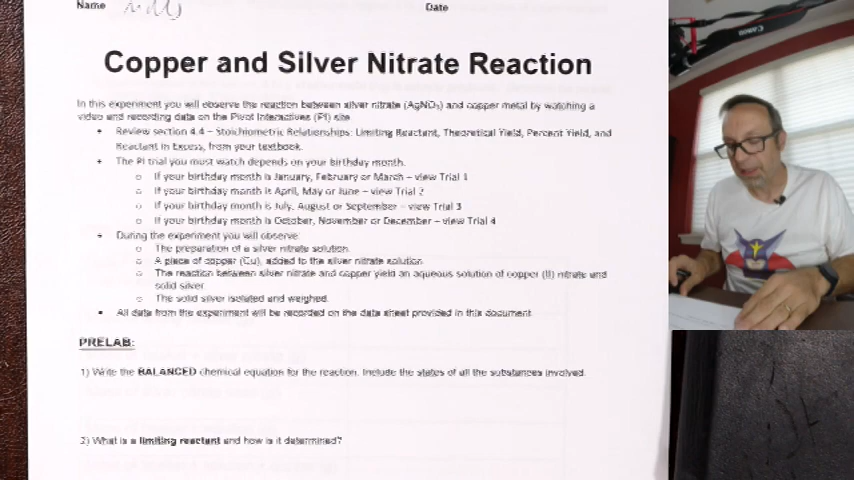 Name
Date
Copper and Silver Nitrate Reaction
In this experiment you will observe the reaction between silver nitrate (AgNO₃) and copper metal by watching a
video and recording data on the Pivot Interactives (PI) site
• Review section 4.4 – Stoichiometric Relationships: Limiting Reactant, Theoretical Yield, Percent Yield, and
Reactant in Excess, from your textbook.
• The PI trial you must watch depends on your birthday month.
o If your birthday month is January, February or March – view Trial 1
o If your birthday month is April, May or June – view Trial 2
o If your birthday month is July, August or September – view Trial 3
o If your birthday month is October, November or December – view Trial 4
• During the experiment you will observe:
o The preparation of a silver nitrate solution.
o A piece of copper (Cu), added to the silver nitrate solution
o The reaction between silver nitrate and copper yield an aqueous solution of copper (II) nitrate and
solid silver
o The solid silver isolated and weighed.
• All data from the experiment will be recorded on the data sheet provided in this document
PRELAB:
1) Write the BALANCED chemical equation for the reaction. Include the states of all the substances involved.
2) What is a limiting reactant and how is it determined?
Canon